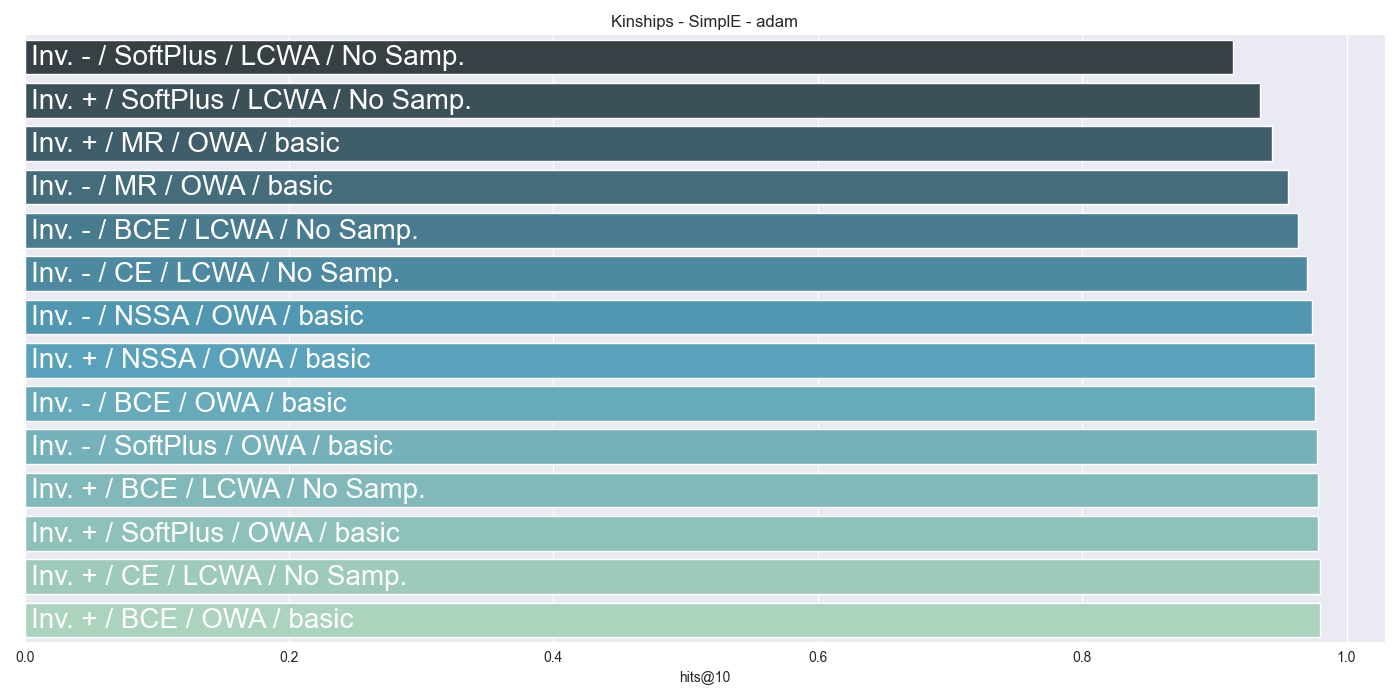 Kinships - SimplE - adam
Inv. - / SoftPlus / LCWA / No Samp.
Inv. + / SoftPlus / LCWA / No Samp.
Inv. + / MR / OWA / basic
Inv. - / MR / OWA / basic
Inv. - / BCE / LCWA / No Samp.
Inv. - / CE / LCWA / No Samp.
Inv. - / NSSA / OWA / basic
Inv. + / NSSA / OWA / basic
Inv. - / BCE / OWA / basic
Inv. - / SoftPlus / OWA / basic
Inv. + / BCE / LCWA / No Samp.
Inv. + / SoftPlus / OWA / basic
Inv. + / CE / LCWA / No Samp.
Inv. + / BCE / OWA / basic
0.0 0.2 0.4 0.6 0.8 1.0
hits@10